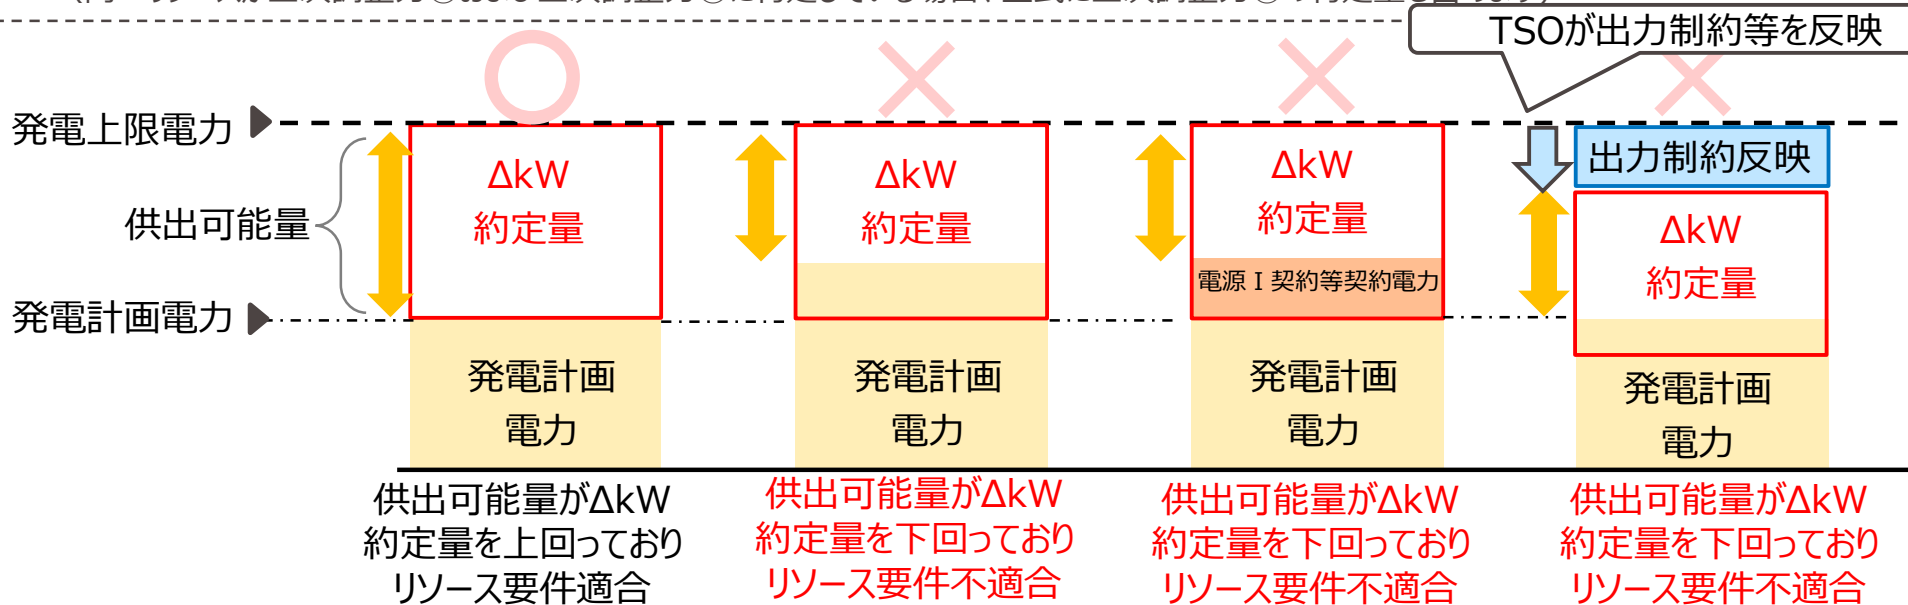 TSOが出力制約等を反映
発電上限電力
供出可能量
発電計画電力
ΔkW
約定量
発電計画
電力
供出可能量がΔkW
約定量を上回っており
リソース要件適合
ΔkW
約定量
発電計画
電力
供出可能量がΔkW
約定量を下回っており
リソース要件不適合
ΔkW
約定量
電源Ⅰ契約等契約電力
発電計画
電力
供出可能量がΔkW
約定量を下回っており
リソース要件不適合
出力制約反映
ΔkW
約定量
発電計画
電力
供出可能量がΔkW
約定量を下回っており
リソース要件不適合